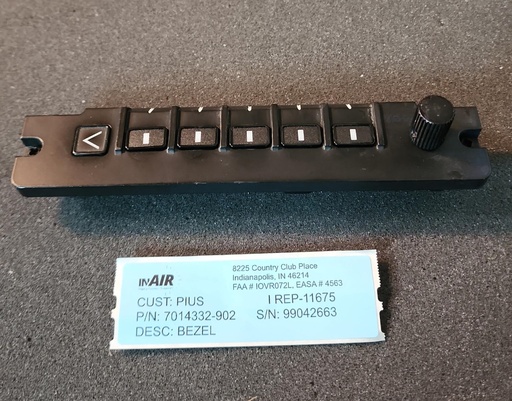 INAIR
8225 Country Club Place
Indianapolis, IN 46214
FAA # IOVR072L, EASA # 4563
CUST: PIUS I REP-11675
P/N: 7014332-902 S/N: 99042663
DESC: BEZEL